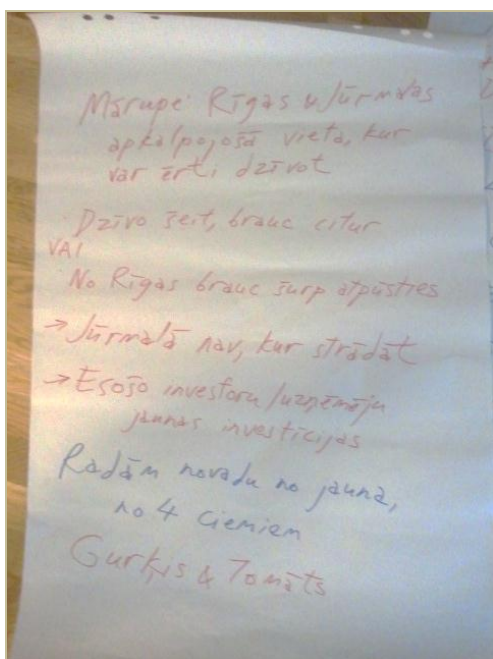 Mārupe Rīgas u Jūrmalas
apkalpojošā vieta, kur
var ērti dzīvot
Dzīvo šeit, brauc citur
VAI
No Rīgas brauc šurp atpūsties
→ Jūrmalā nav, kur strādāt
→ Esošo investoru/uzņēmēju
jaunas investīcijas
Radām novadu no jauna,
no 4 ciemiem
Gurķis & Tomāts